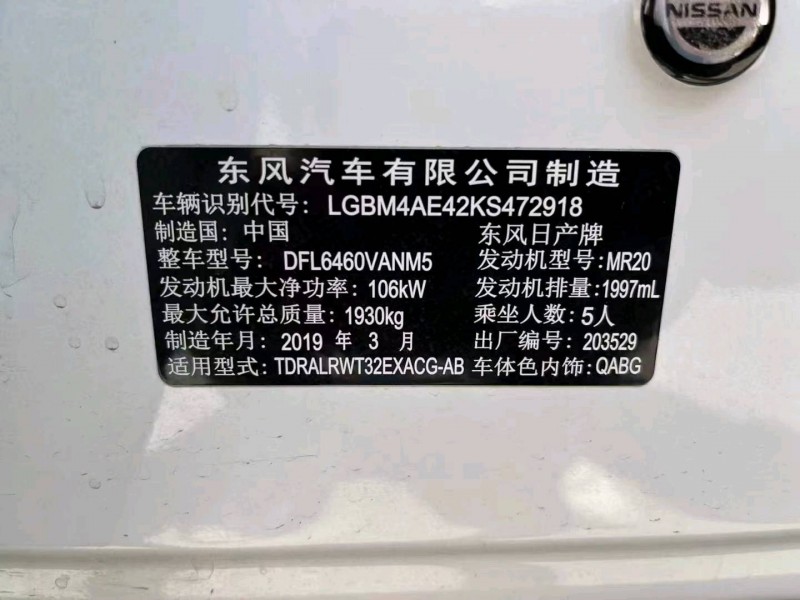 NISSAN
东风汽车有限公司制造
车辆识别代号: LGBM4AE42KS472918
制造国: 中国 东风日产牌
整车型号: DFL6460VANM5 发动机型号: MR20
发动机最大净功率: 106kW 发动机排量: 1997mL
最大允许总质量: 1930kg 乘坐人数: 5人
制造年月: 2019 年 3 月 出厂编号: 203529
适用型式: TDRALRWT32EXACG-AB 车体色内饰: QABG